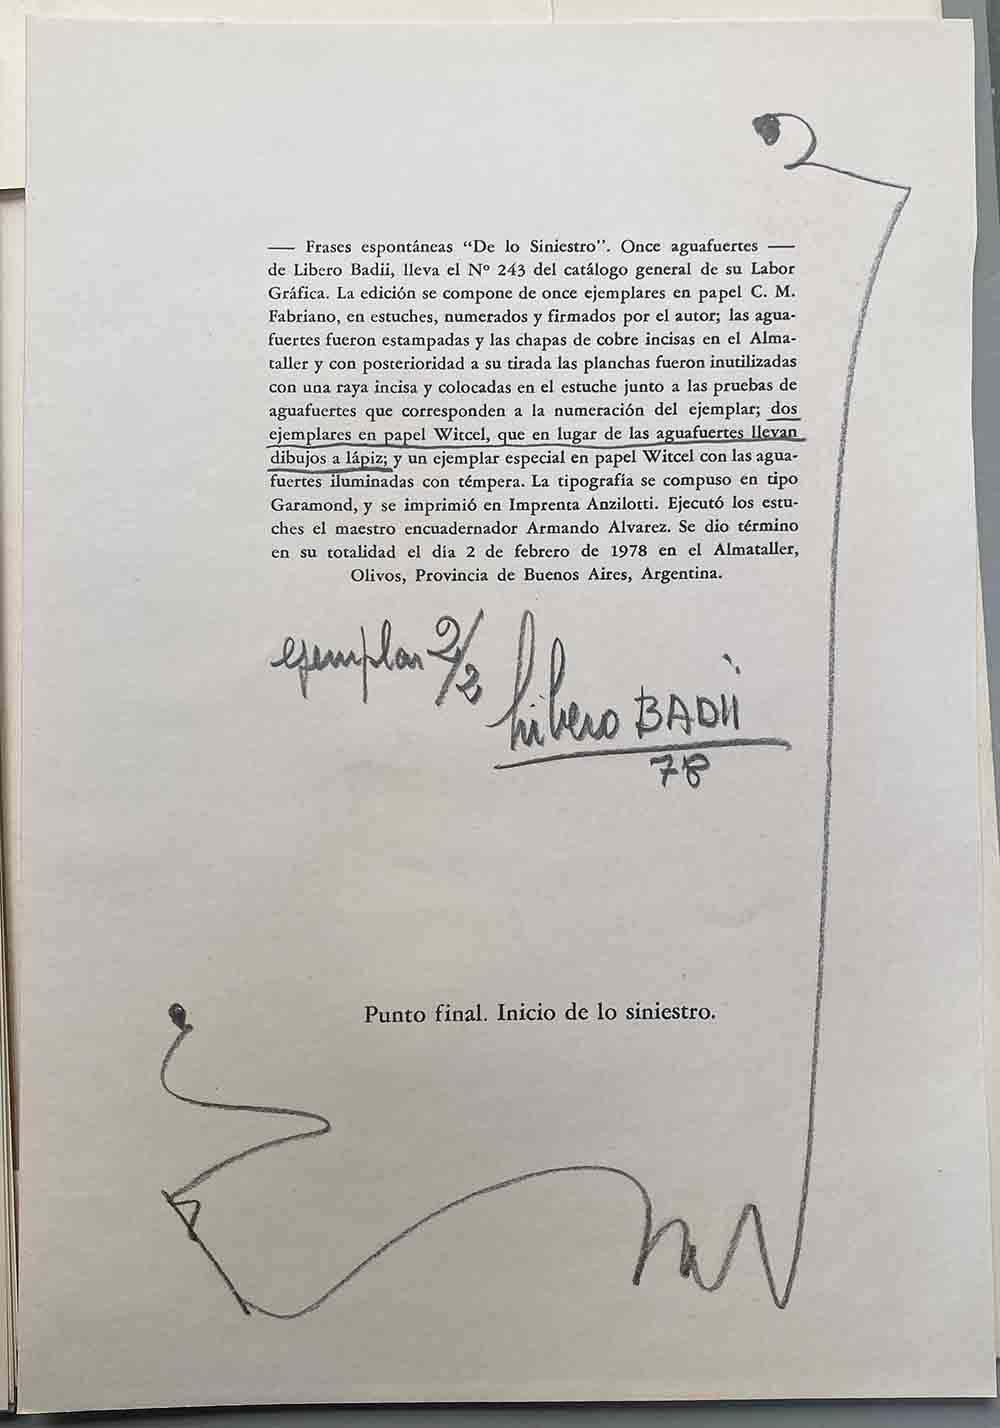 — Frases espontáneas “De lo Siniestro”. Once aguafuertes —
de Libero Badii, lleva el Nº 243 del catálogo general de su Labor
Gráfica. La edición se compone de once ejemplares en papel C. M.
Fabriano, en estuches, numerados y firmados por el autor; las agua-
fuertes fueron estampadas y las chapas de cobre incisas en el Alma-
taller y con posterioridad a su tirada las planchas fueron inutilizadas
con una raya incisa y colocadas en el estuche junto a las pruebas de
aguafuertes que corresponden a la numeración del ejemplar; dos
ejemplares en papel Witcel, que en lugar de las aguafuertes llevan
dibujos a lápiz; y un ejemplar especial en papel Witcel con las agua-
fuertes iluminadas con témpera. La tipografía se compuso en tipo
Garamond, y se imprimió en Imprenta Anzilotti. Ejecutó los estu-
ches el maestro encuadernador Armando Alvarez. Se dio término
en su totalidad el día 2 de febrero de 1978 en el Almataller,
Olivos, Provincia de Buenos Aires, Argentina.
ejemplar 2/2
Libero BADII
78
Punto final. Inicio de lo siniestro.